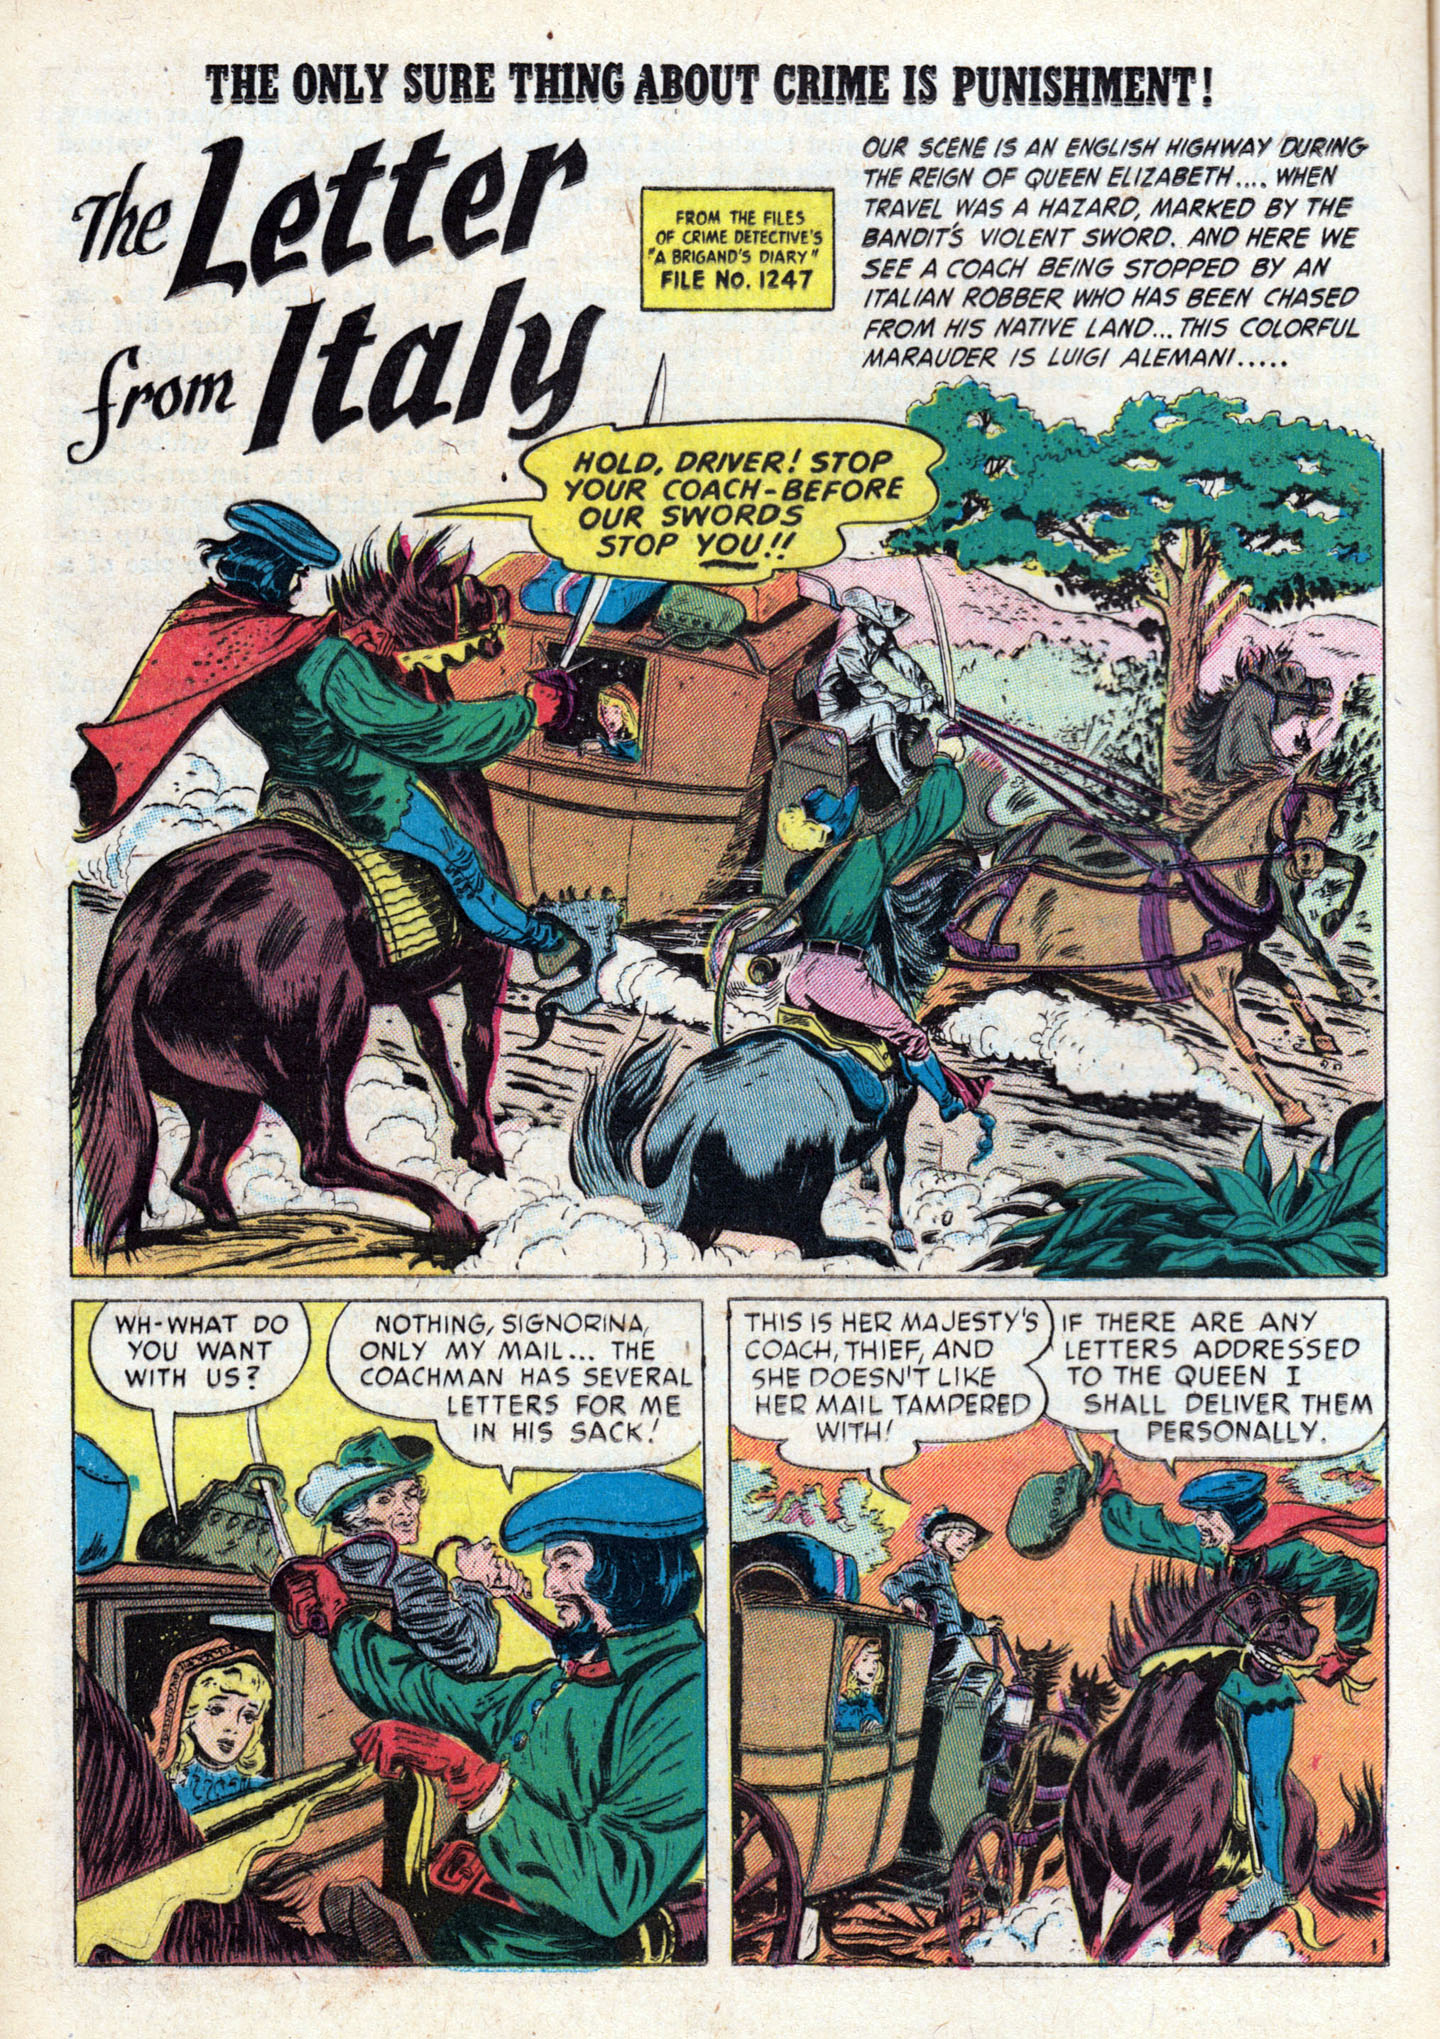 THE ONLY SURE THING ABOUT CRIME IS PUNISHMENT!
The Letter
from Italy
FROM THE FILES
OF CRIME DETECTIVE'S
"A BRIGAND'S DIARY"
FILE NO. 1247
OUR SCENE IS AN ENGLISH HIGHWAY DURING
THE REIGN OF QUEEN ELIZABETH.... WHEN
TRAVEL WAS A HAZARD, MARKED BY THE
BANDIT'S VIOLENT SWORD. AND HERE WE
SEE A COACH BEING STOPPED BY AN
ITALIAN ROBBER WHO HAS BEEN CHASED
FROM HIS NATIVE LAND... THIS COLORFUL
MARAUDER IS LUIGI ALEMANI.....
HOLD, DRIVER! STOP
YOUR COACH-BEFORE
OUR SWORDS
STOP YOU!!
WH-WHAT DO
YOU WANT
WITH US?
NOTHING, SIGNORINA,
ONLY MY MAIL... THE
COACHMAN HAS SEVERAL
LETTERS FOR ME
IN HIS SACK!
THIS IS HER MAJESTY'S
COACH, THIEF, AND
SHE DOESN'T LIKE
HER MAIL TAMPERED
WITH!
IF THERE ARE ANY
LETTERS ADDRESSED
TO THE QUEEN I
SHALL DELIVER THEM
PERSONALLY.
1